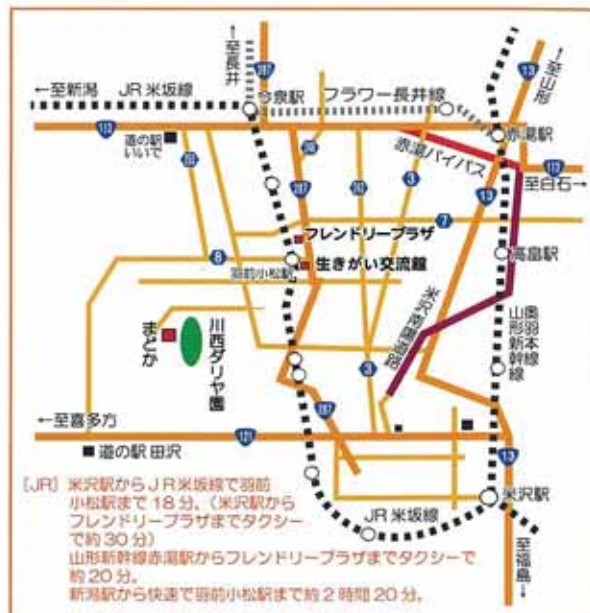 ↑至長井
287
13
↑至山形
←至新潟 JR米坂線
今泉駅
フラワー長井線
113
赤湯駅
道の駅
いいで
赤湯バイパス
240
3
242
287
13
113
至白石→
7
フレンドリープラザ
8
生きがい交流館
羽前小松駅
高畠駅
米沢南陽道路
奥羽本線
山形新幹線
まどか
川西ダリヤ園
3
287
←至喜多方
121
道の駅 田沢
13
米沢駅
JR米坂線
至福島→
[JR] 米沢駅からJR米坂線で羽前
小松駅まで18分。(米沢駅から
フレンドリープラザまでタクシー
で約30分)
山形新幹線赤湯駅からフレンドリープラザまでタクシーで
約20分。
新潟駅から快速で羽前小松駅まで約2時間20分。